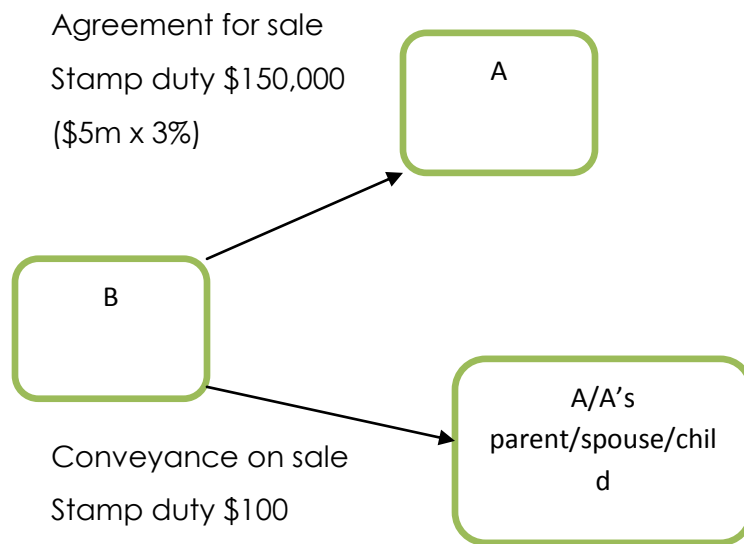 Agreement for sale
Stamp duty $150,000
($5m x 3%)
A
B
A/A’s
parent/spouse/chil
d
Conveyance on sale
Stamp duty $100